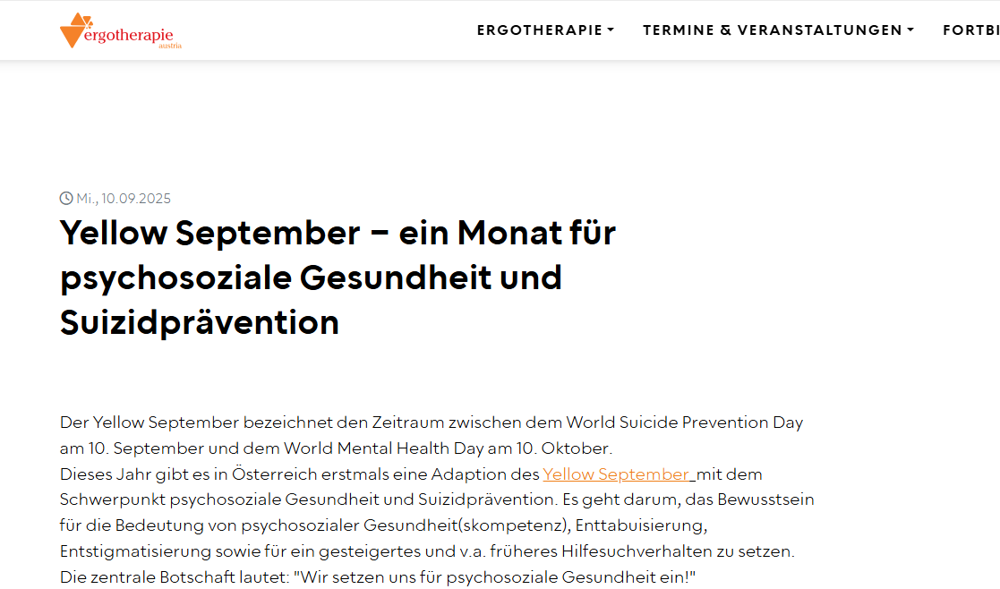 ergotherapie
austria
ERGOTHERAPIE
TERMINE & VERANSTALTUNGEN
FORTBI
Mi., 10.09.2025
Yellow September – ein Monat für
psychosoziale Gesundheit und
Suizidprävention
Der Yellow September bezeichnet den Zeitraum zwischen dem World Suicide Prevention Day
am 10. September und dem World Mental Health Day am 10. Oktober.
Dieses Jahr gibt es in Österreich erstmals eine Adaption des Yellow September mit dem
Schwerpunkt psychosoziale Gesundheit und Suizidprävention. Es geht darum, das Bewusstsein
für die Bedeutung von psychosozialer Gesundheit(skompetenz), Enttabuisierung,
Entstigmatisierung sowie für ein gesteigertes und v.a. früheres Hilfesuchverhalten zu setzen.
Die zentrale Botschaft lautet: "Wir setzen uns für psychosoziale Gesundheit ein!"